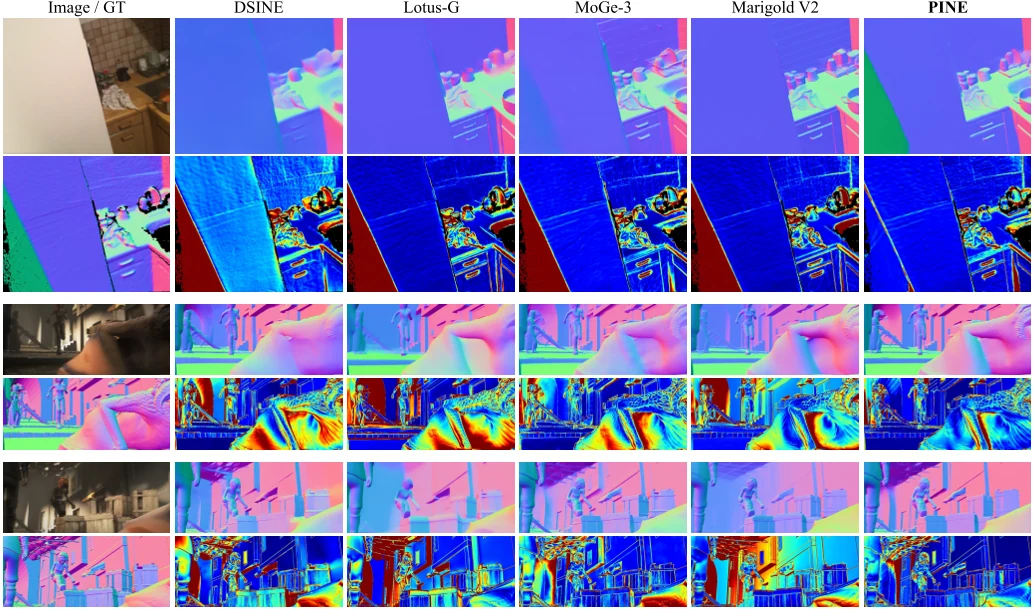 Image / GT
DSINE
Lotus-G
MoGe-3
Marigold V2
PINE